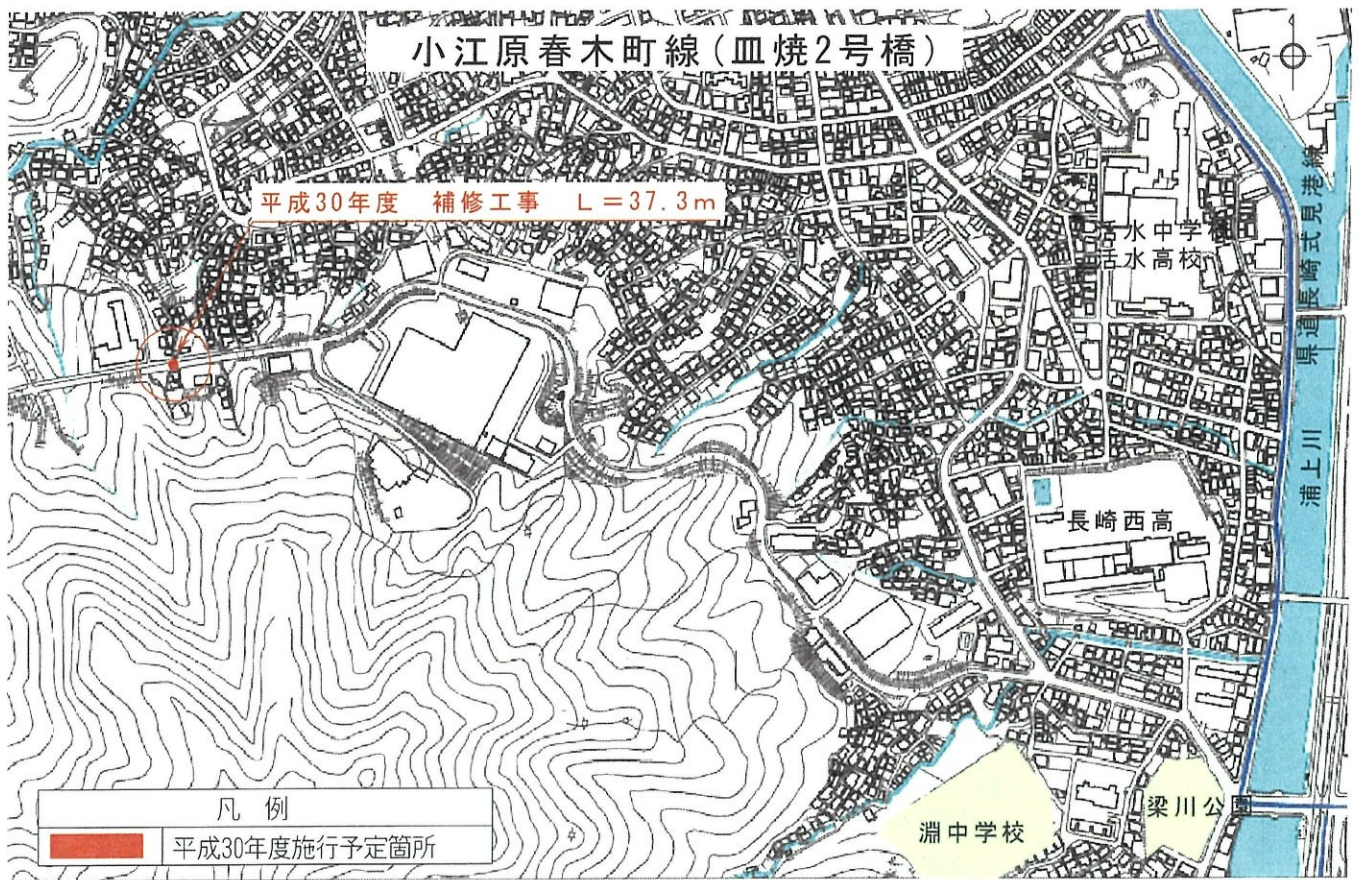 小江原春木町線(皿焼2号橋)
平成30年度 補修工事 L=37.3m
活水中学校
活水高校
県道長崎式見港線
浦上川
長崎西高
梁川公園
淵中学校
凡例
平成30年度施行予定箇所